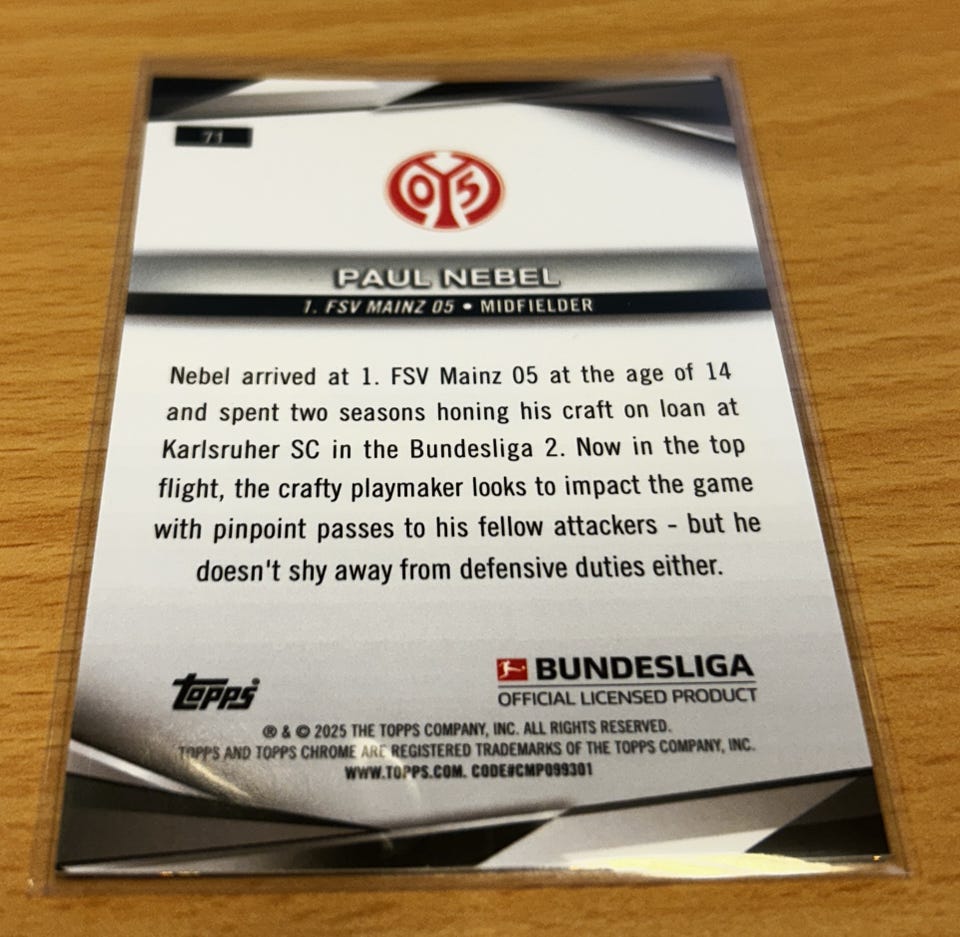 71
05
PAUL NEBEL
1. FSV MAINZ 05 • MIDFIELDER
Nebel arrived at 1. FSV Mainz 05 at the age of 14
and spent two seasons honing his craft on loan at
Karlsruher SC in the Bundesliga 2. Now in the top
flight, the crafty playmaker looks to impact the game
with pinpoint passes to his fellow attackers - but he
doesn't shy away from defensive duties either.
topps
BUNDESLIGA
OFFICIAL LICENSED PRODUCT
® & © 2025 THE TOPPS COMPANY, INC. ALL RIGHTS RESERVED.
TOPPS AND TOPPS CHROME ARE REGISTERED TRADEMARKS OF THE TOPPS COMPANY, INC.
WWW.TOPPS.COM. CODE#CMP099301